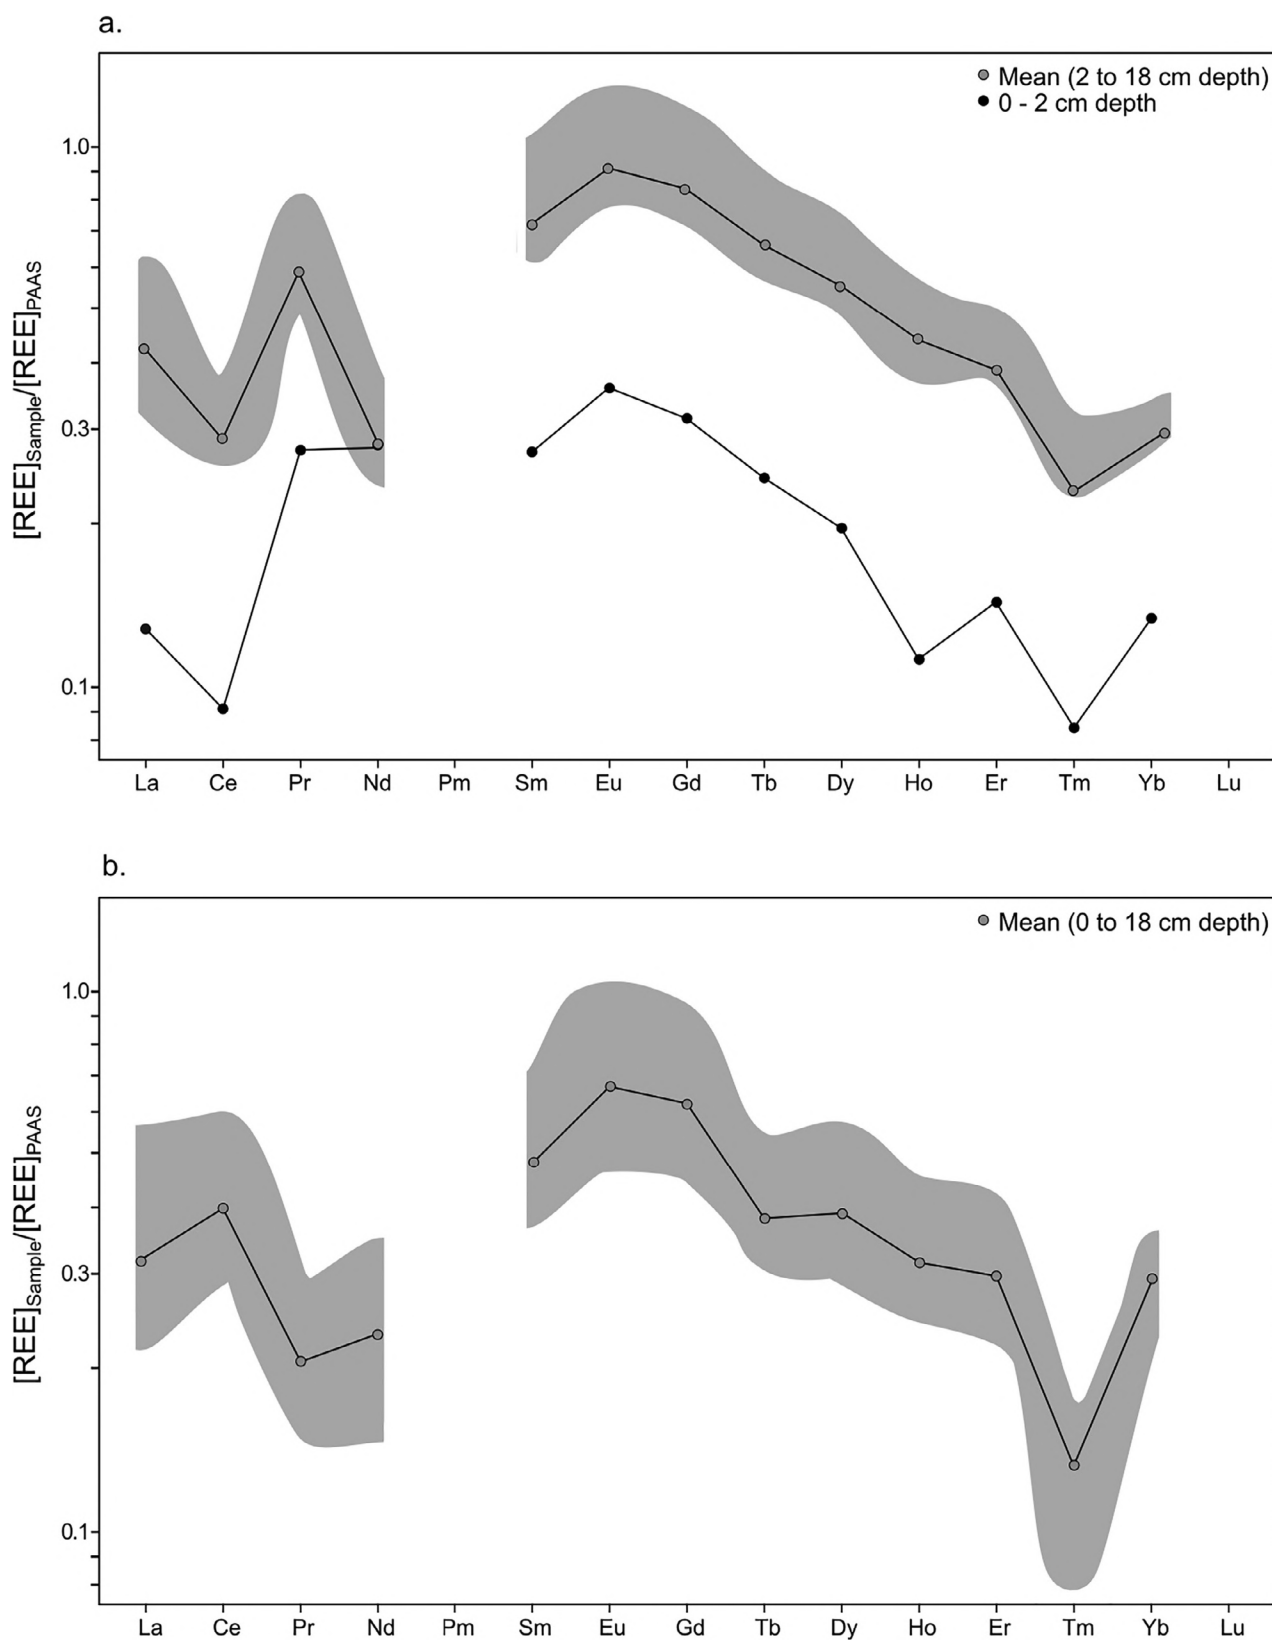 a.
Mean (2 to 18 cm depth)
0 - 2 cm depth
[REE]Sample/[REE]PAAS
1.0
0.3
0.1
La Ce Pr Nd Pm Sm Eu Gd Tb Dy Ho Er Tm Yb Lu
b.
Mean (0 to 18 cm depth)
[REE]Sample/[REE]PAAS
1.0
0.3
0.1
La Ce Pr Nd Pm Sm Eu Gd Tb Dy Ho Er Tm Yb Lu